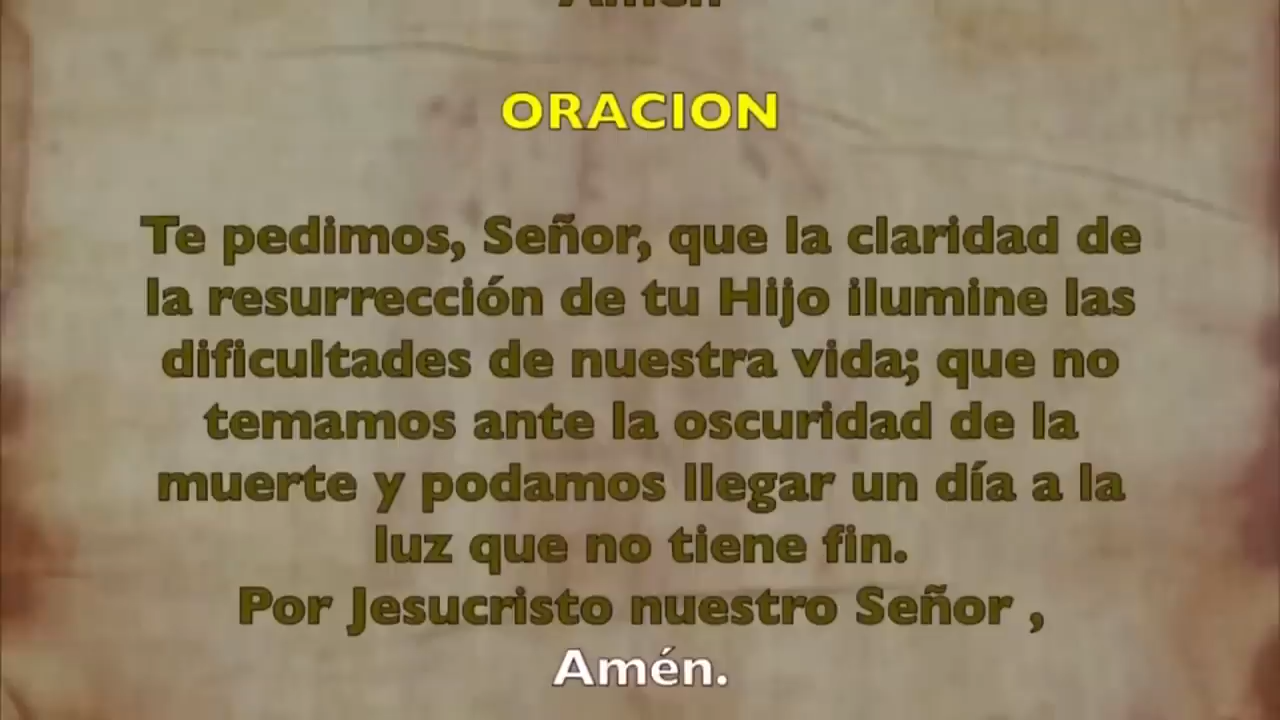 ORACION
Te pedimos, Señor, que la claridad de
la resurrección de tu Hijo ilumine las
dificultades de nuestra vida; que no
temamos ante la oscuridad de la
muerte y podamos llegar un día a la
luz que no tiene fin.
Por Jesucristo nuestro Señor ,
Amén.